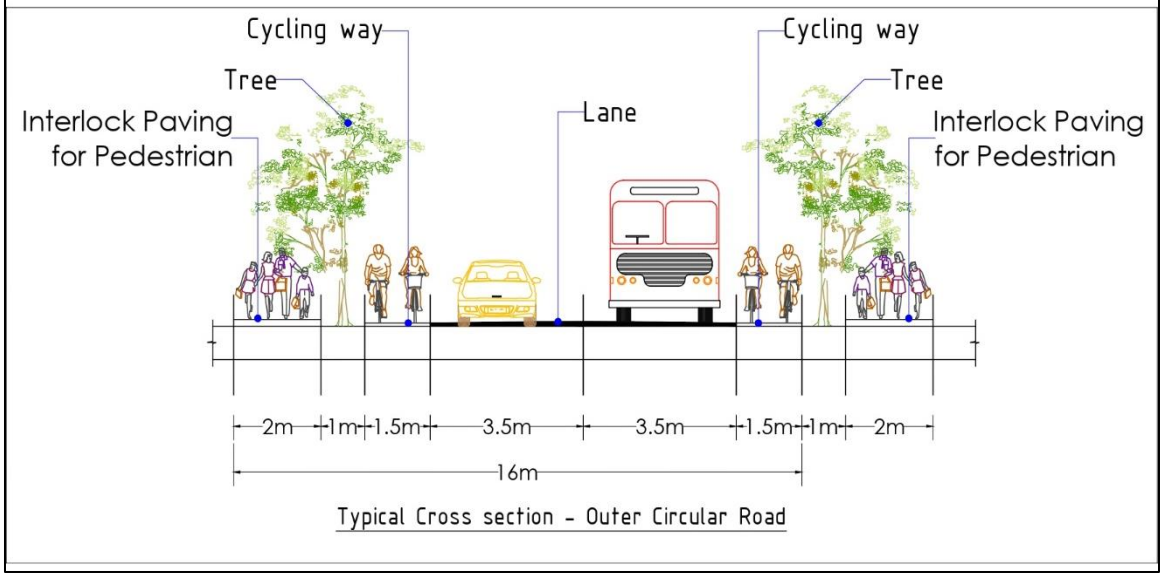 Cycling way
Cycling way
Tree
Tree
Lane
Interlock Paving
for Pedestrian
Interlock Paving
for Pedestrian
2m 1m 1.5m 3.5m 3.5m 1.5m 1m 2m
16m
Typical Cross section - Outer Circular Road